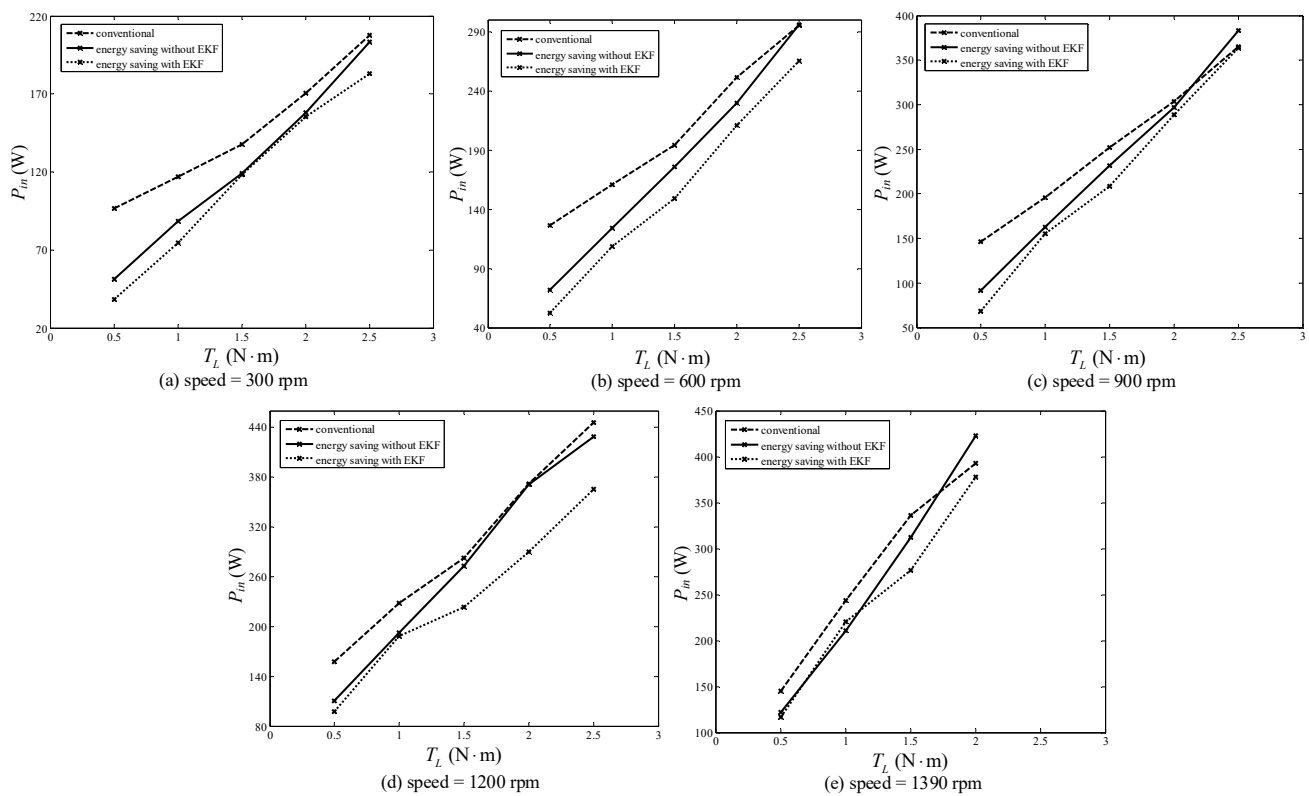 220
170
120
70
20
P_in (W)
conventional
energy saving without EKF
energy saving with EKF
0 0.5 1 1.5 2 2.5 3
T_L (N·m)
(a) speed = 300 rpm
290
240
190
140
90
40
P_in (W)
conventional
energy saving without EKF
energy saving with EKF
0 0.5 1 1.5 2 2.5 3
T_L (N·m)
(b) speed = 600 rpm
400
350
300
250
200
150
100
50
P_in (W)
conventional
energy saving without EKF
energy saving with EKF
0 0.5 1 1.5 2 2.5 3
T_L (N·m)
(c) speed = 900 rpm
440
380
320
260
200
140
80
P_in (W)
conventional
energy saving without EKF
energy saving with EKF
0 0.5 1 1.5 2 2.5 3
T_L (N·m)
(d) speed = 1200 rpm
450
400
350
300
250
200
150
100
P_in (W)
conventional
energy saving without EKF
energy saving with EKF
0 0.5 1 1.5 2 2.5 3
T_L (N·m)
(e) speed = 1390 rpm